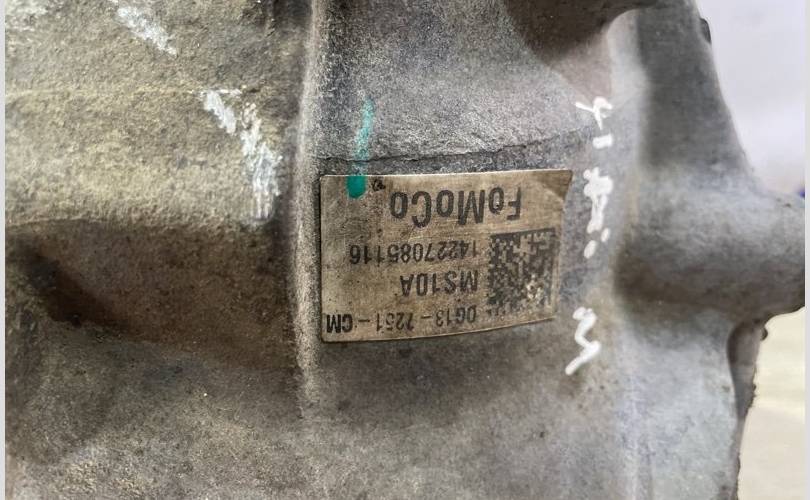 DG13-7251-CM
MS10A
14227085116
FoMoCo